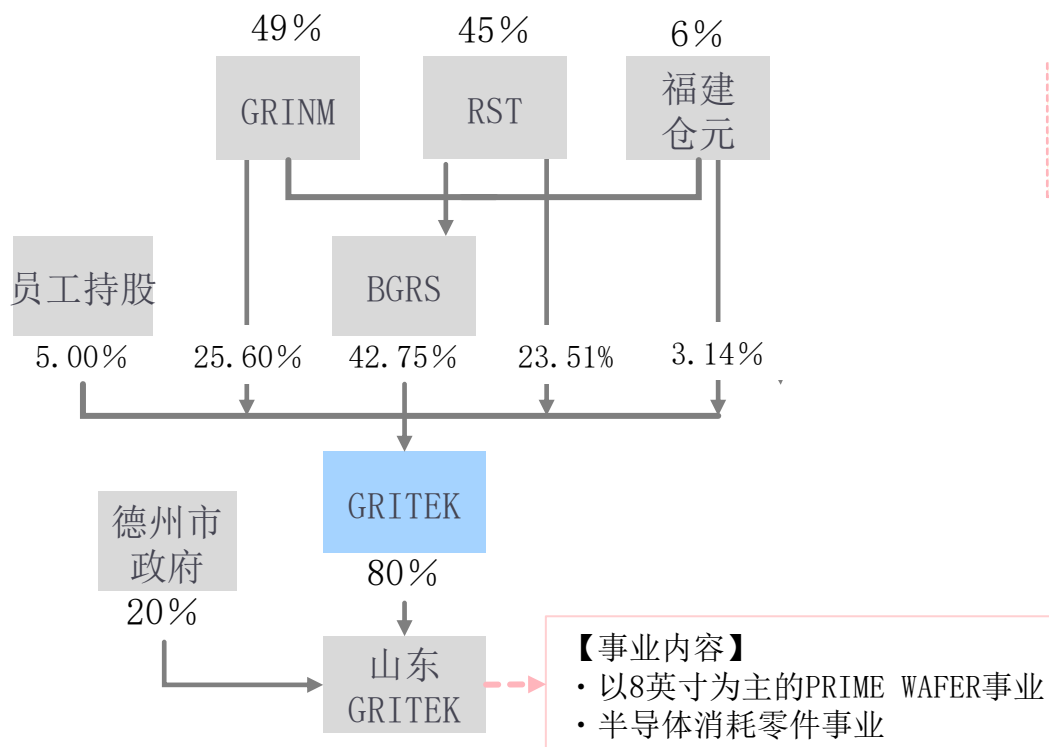 49%
45%
6%
GRINM
RST
福建
仓元
员工持股
BGRS
5.00%
25.60%
42.75%
23.51%
3.14%
GRITEK
德州市
政府
80%
20%
山东
GRITEK
【事业内容】
・以8英寸为主的PRIME WAFER事业
・半导体消耗零件事业